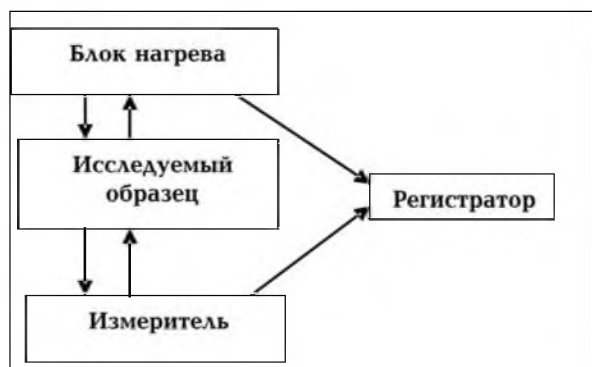 Блок нагрева
Исследуемый
образец
Регистратор
Измеритель